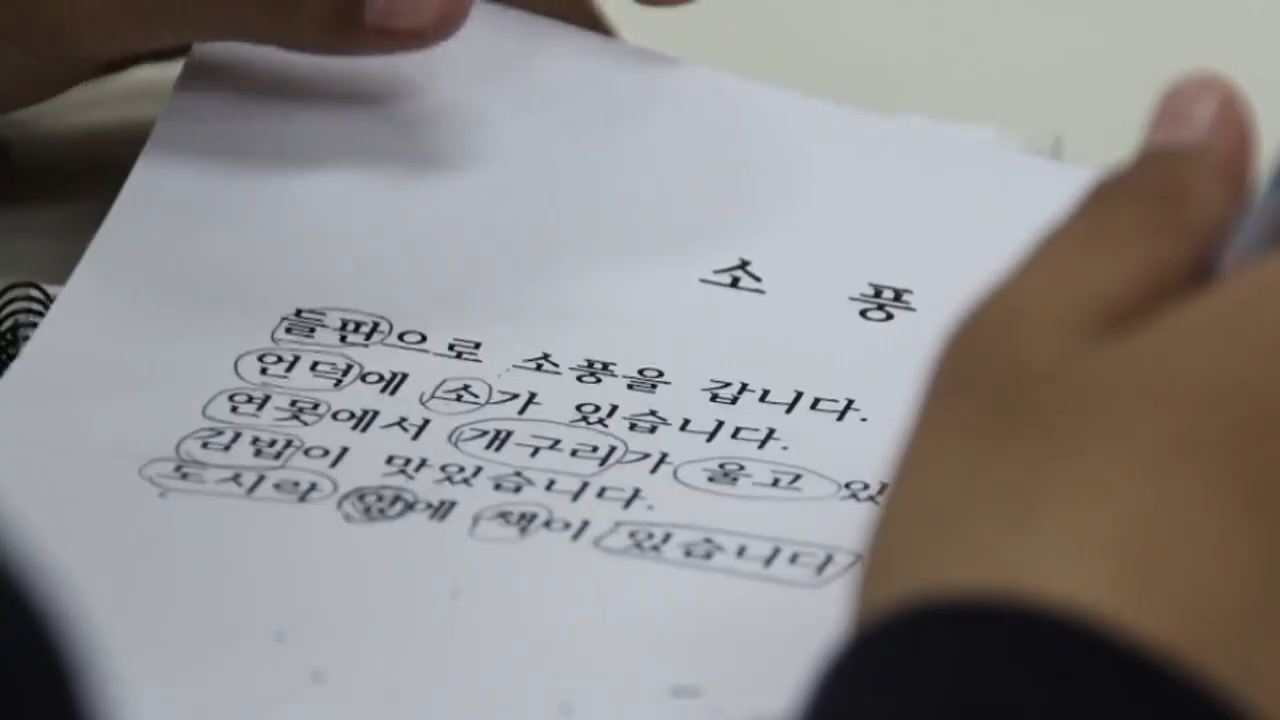 소 풍
들판으로 소풍을 갑니다.
언덕에 소가 있습니다.
연못에서 개구리가 울고 있
김밥이 맛있습니다.
도시락 안에 책이 있습니다